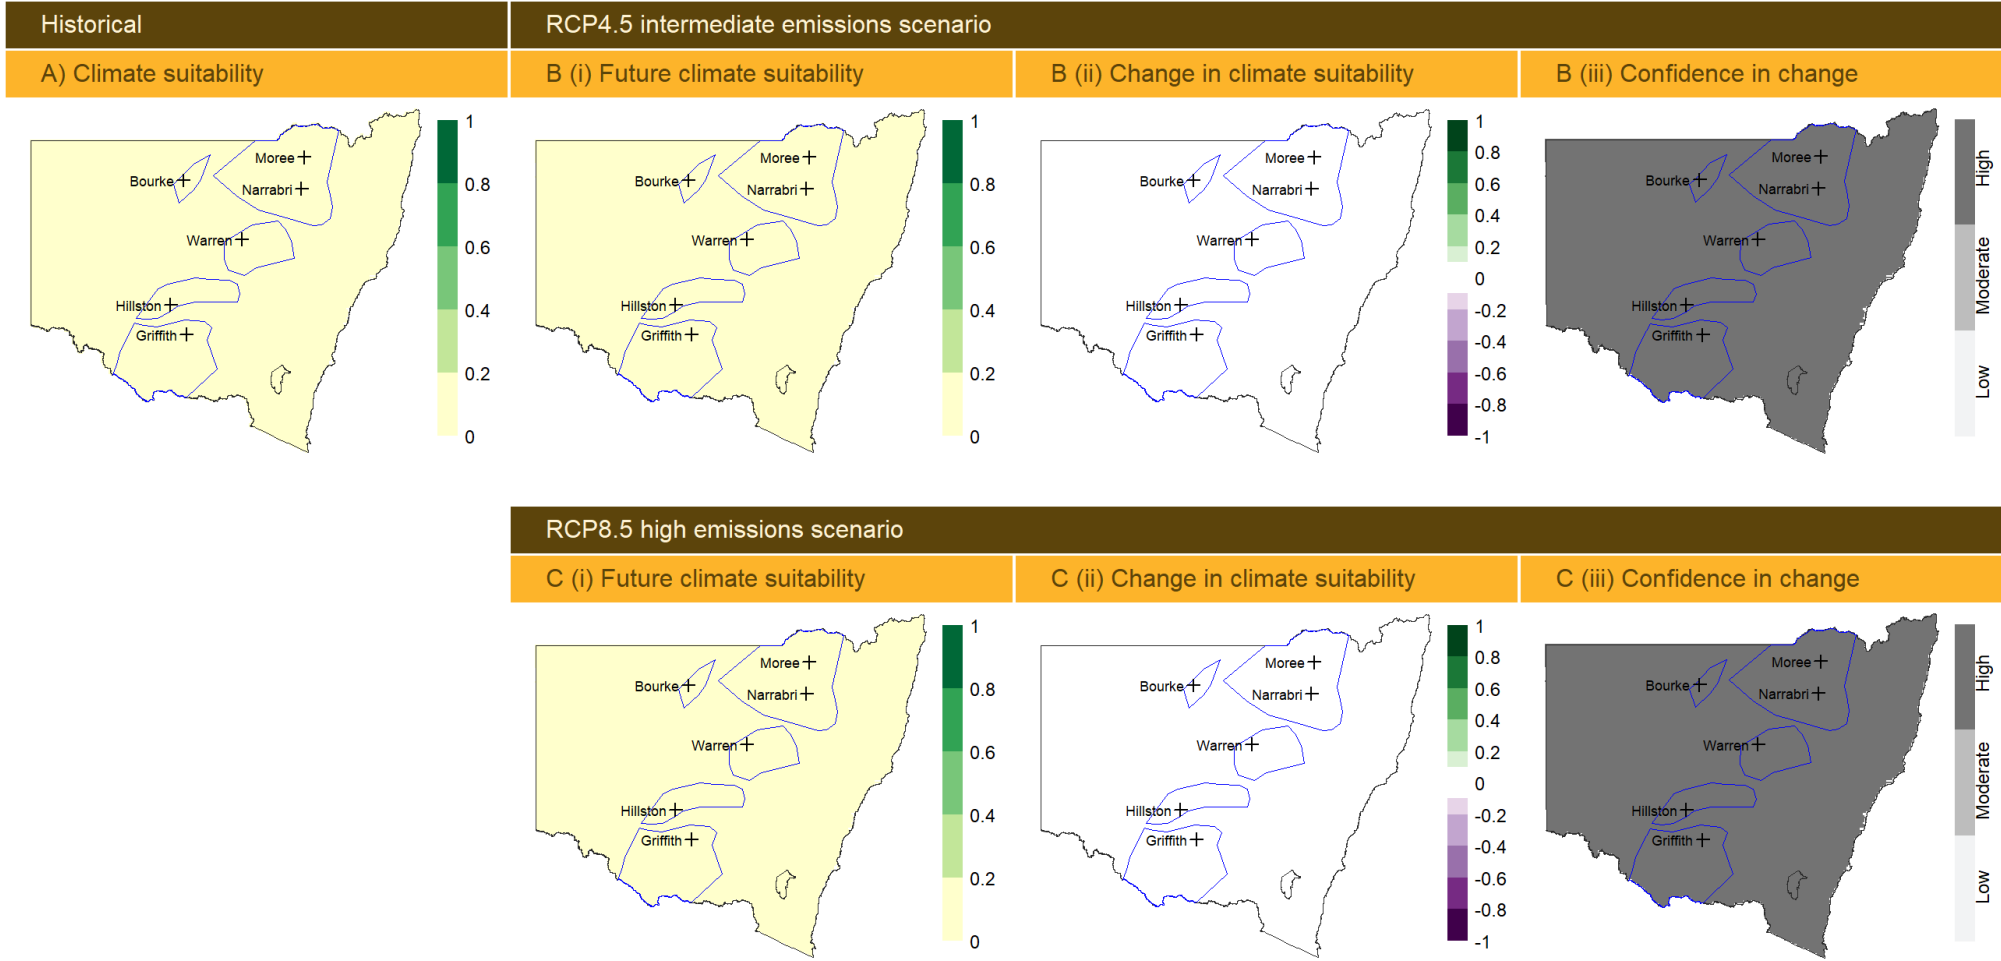 Historical
RCP4.5 intermediate emissions scenario
A) Climate suitability
B (i) Future climate suitability
B (ii) Change in climate suitability
B (iii) Confidence in change
Moree
Narrabri
Bourke
Warren
Hillston
Griffith
1
0.8
0.6
0.4
0.2
0
Moree
Narrabri
Bourke
Warren
Hillston
Griffith
1
0.8
0.6
0.4
0.2
0
Moree
Narrabri
Bourke
Warren
Hillston
Griffith
1
0.8
0.6
0.4
0.2
0
-0.2
-0.4
-0.6
-0.8
-1
Moree
Narrabri
Bourke
Warren
Hillston
Griffith
High
Moderate
Low
RCP8.5 high emissions scenario
C (i) Future climate suitability
C (ii) Change in climate suitability
C (iii) Confidence in change
Moree
Narrabri
Bourke
Warren
Hillston
Griffith
1
0.8
0.6
0.4
0.2
0
Moree
Narrabri
Bourke
Warren
Hillston
Griffith
1
0.8
0.6
0.4
0.2
0
-0.2
-0.4
-0.6
-0.8
-1
Moree
Narrabri
Bourke
Warren
Hillston
Griffith
High
Moderate
Low